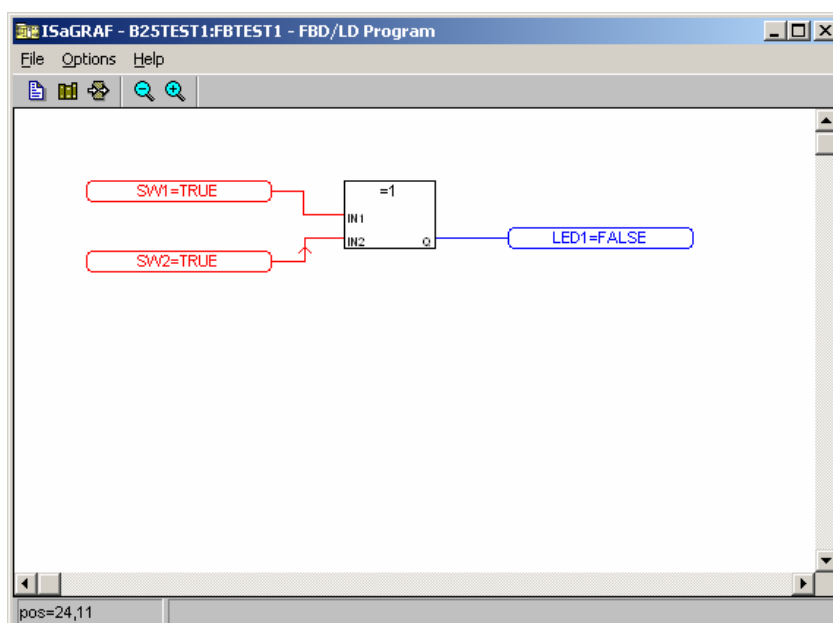 ISaGRAF - B25TEST1:FBTEST1 - FBD/LD Program
File Options Help
SW1=TRUE
=1
IN1
IN2 Q
LED1=FALSE
SW2=TRUE
pos=24,11